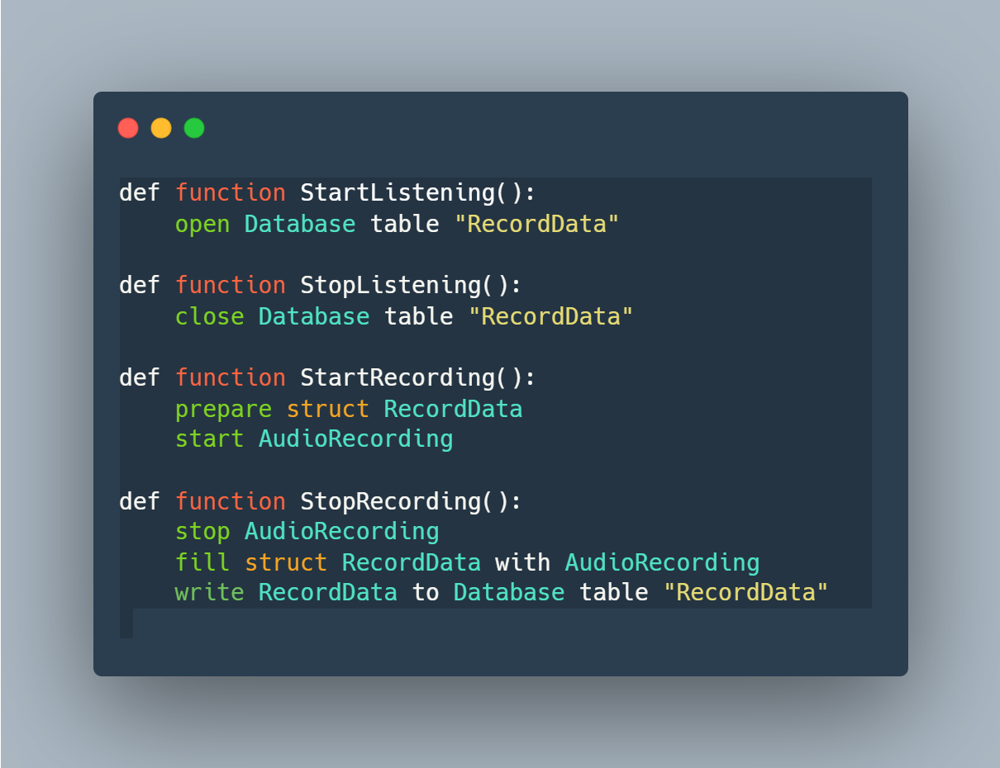 def function StartListening():
    open Database table "RecordData"

def function StopListening():
    close Database table "RecordData"

def function StartRecording():
    prepare struct RecordData
    start AudioRecording

def function StopRecording():
    stop AudioRecording
    fill struct RecordData with AudioRecording
    write RecordData to Database table "RecordData"